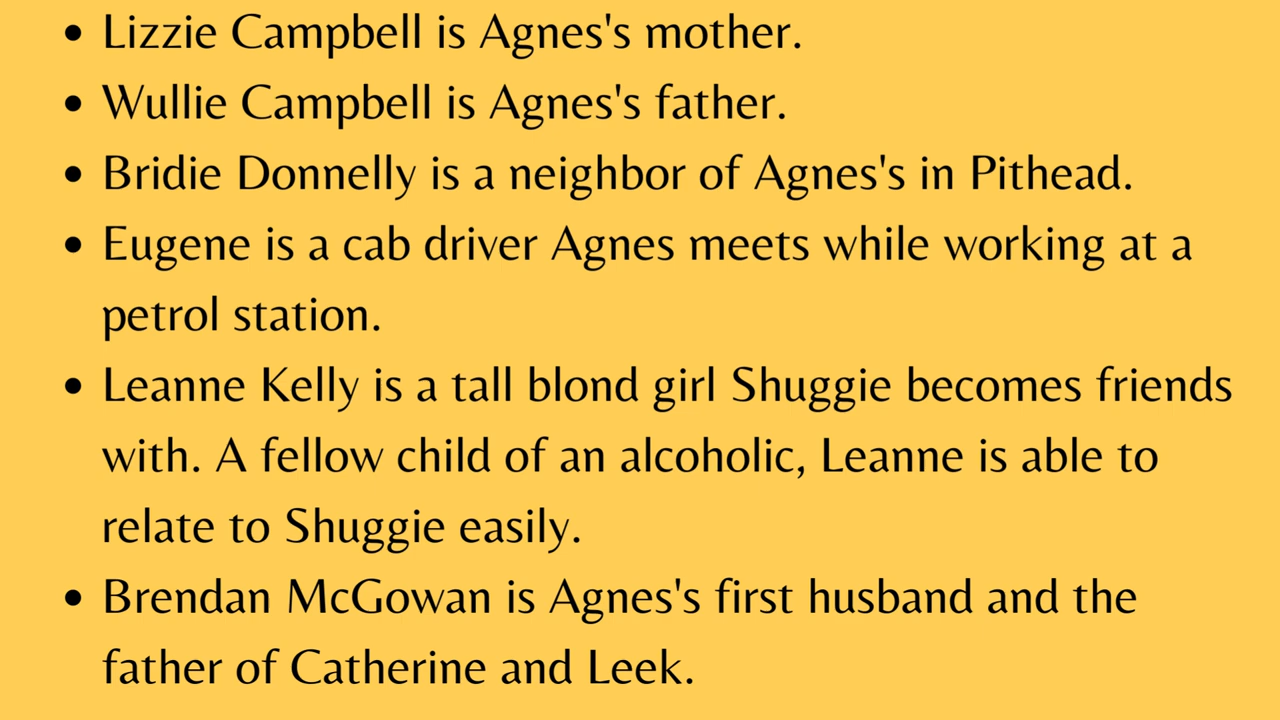 • Lizzie Campbell is Agnes's mother.
• Wullie Campbell is Agnes's father.
• Bridie Donnelly is a neighbor of Agnes's in Pithead.
• Eugene is a cab driver Agnes meets while working at a
petrol station.
• Leanne Kelly is a tall blond girl Shuggie becomes friends
with. A fellow child of an alcoholic, Leanne is able to
relate to Shuggie easily.
• Brendan McGowan is Agnes's first husband and the
father of Catherine and Leek.